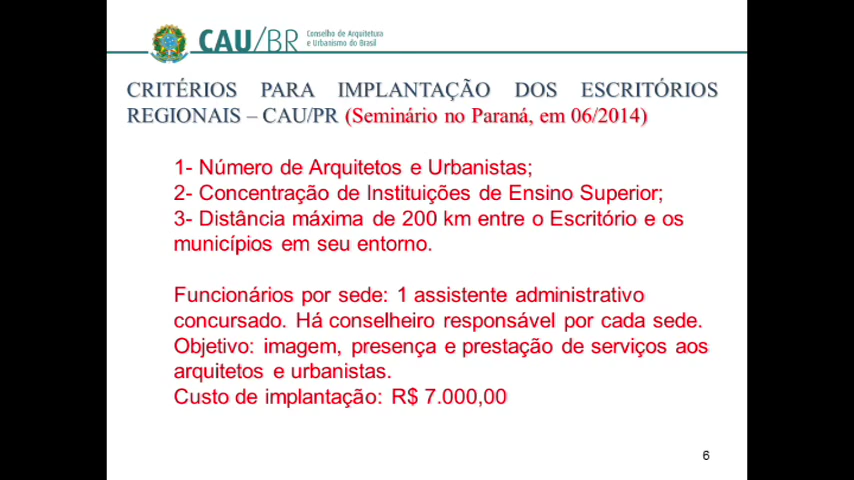 CAU/BR Conselho de Arquitetura
e Urbanismo do Brasil
CRITÉRIOS PARA IMPLANTAÇÃO DOS ESCRITÓRIOS
REGIONAIS – CAU/PR (Seminário no Paraná, em 06/2014)
1- Número de Arquitetos e Urbanistas;
2- Concentração de Instituições de Ensino Superior;
3- Distância máxima de 200 km entre o Escritório e os
municípios em seu entorno.
Funcionários por sede: 1 assistente administrativo
concursado. Há conselheiro responsável por cada sede.
Objetivo: imagem, presença e prestação de serviços aos
arquitetos e urbanistas.
Custo de implantação: R$ 7.000,00
6